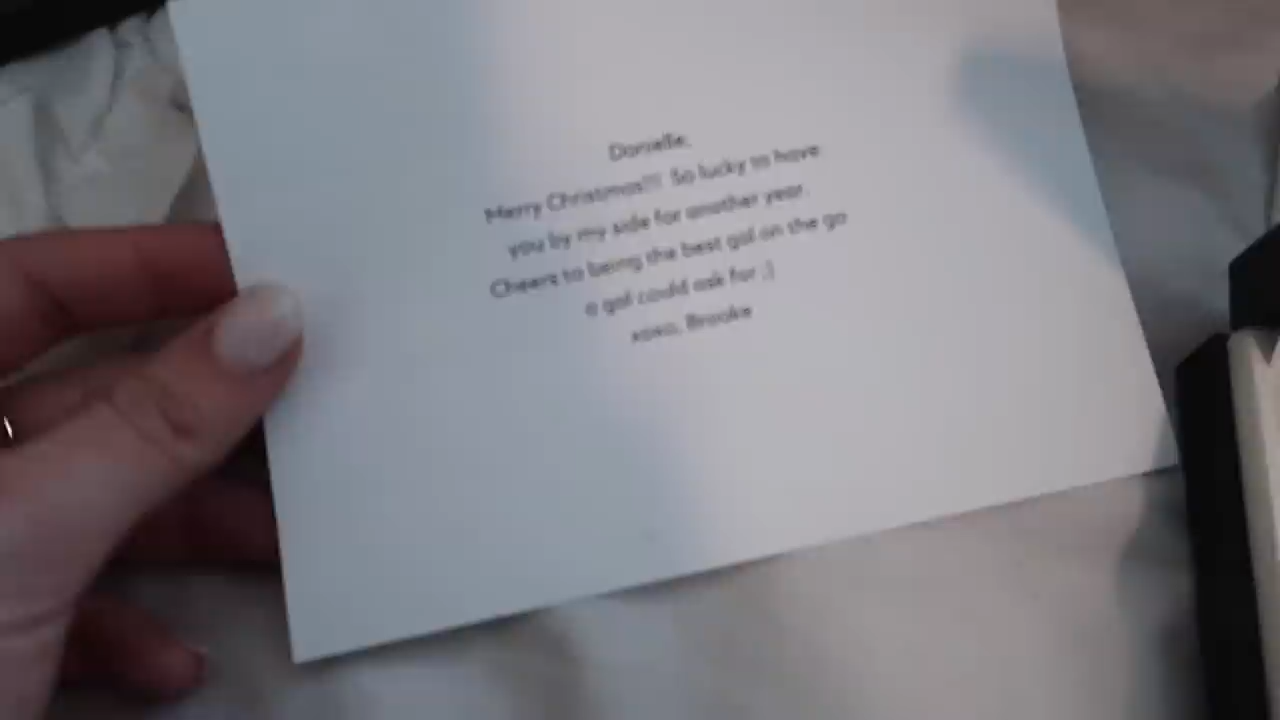 Danielle,
Merry Christmas!!! So lucky to have
you by my side for another year.
Cheers to being the best gal on the go
a gal could ask for ;)
xoxo, Brooke